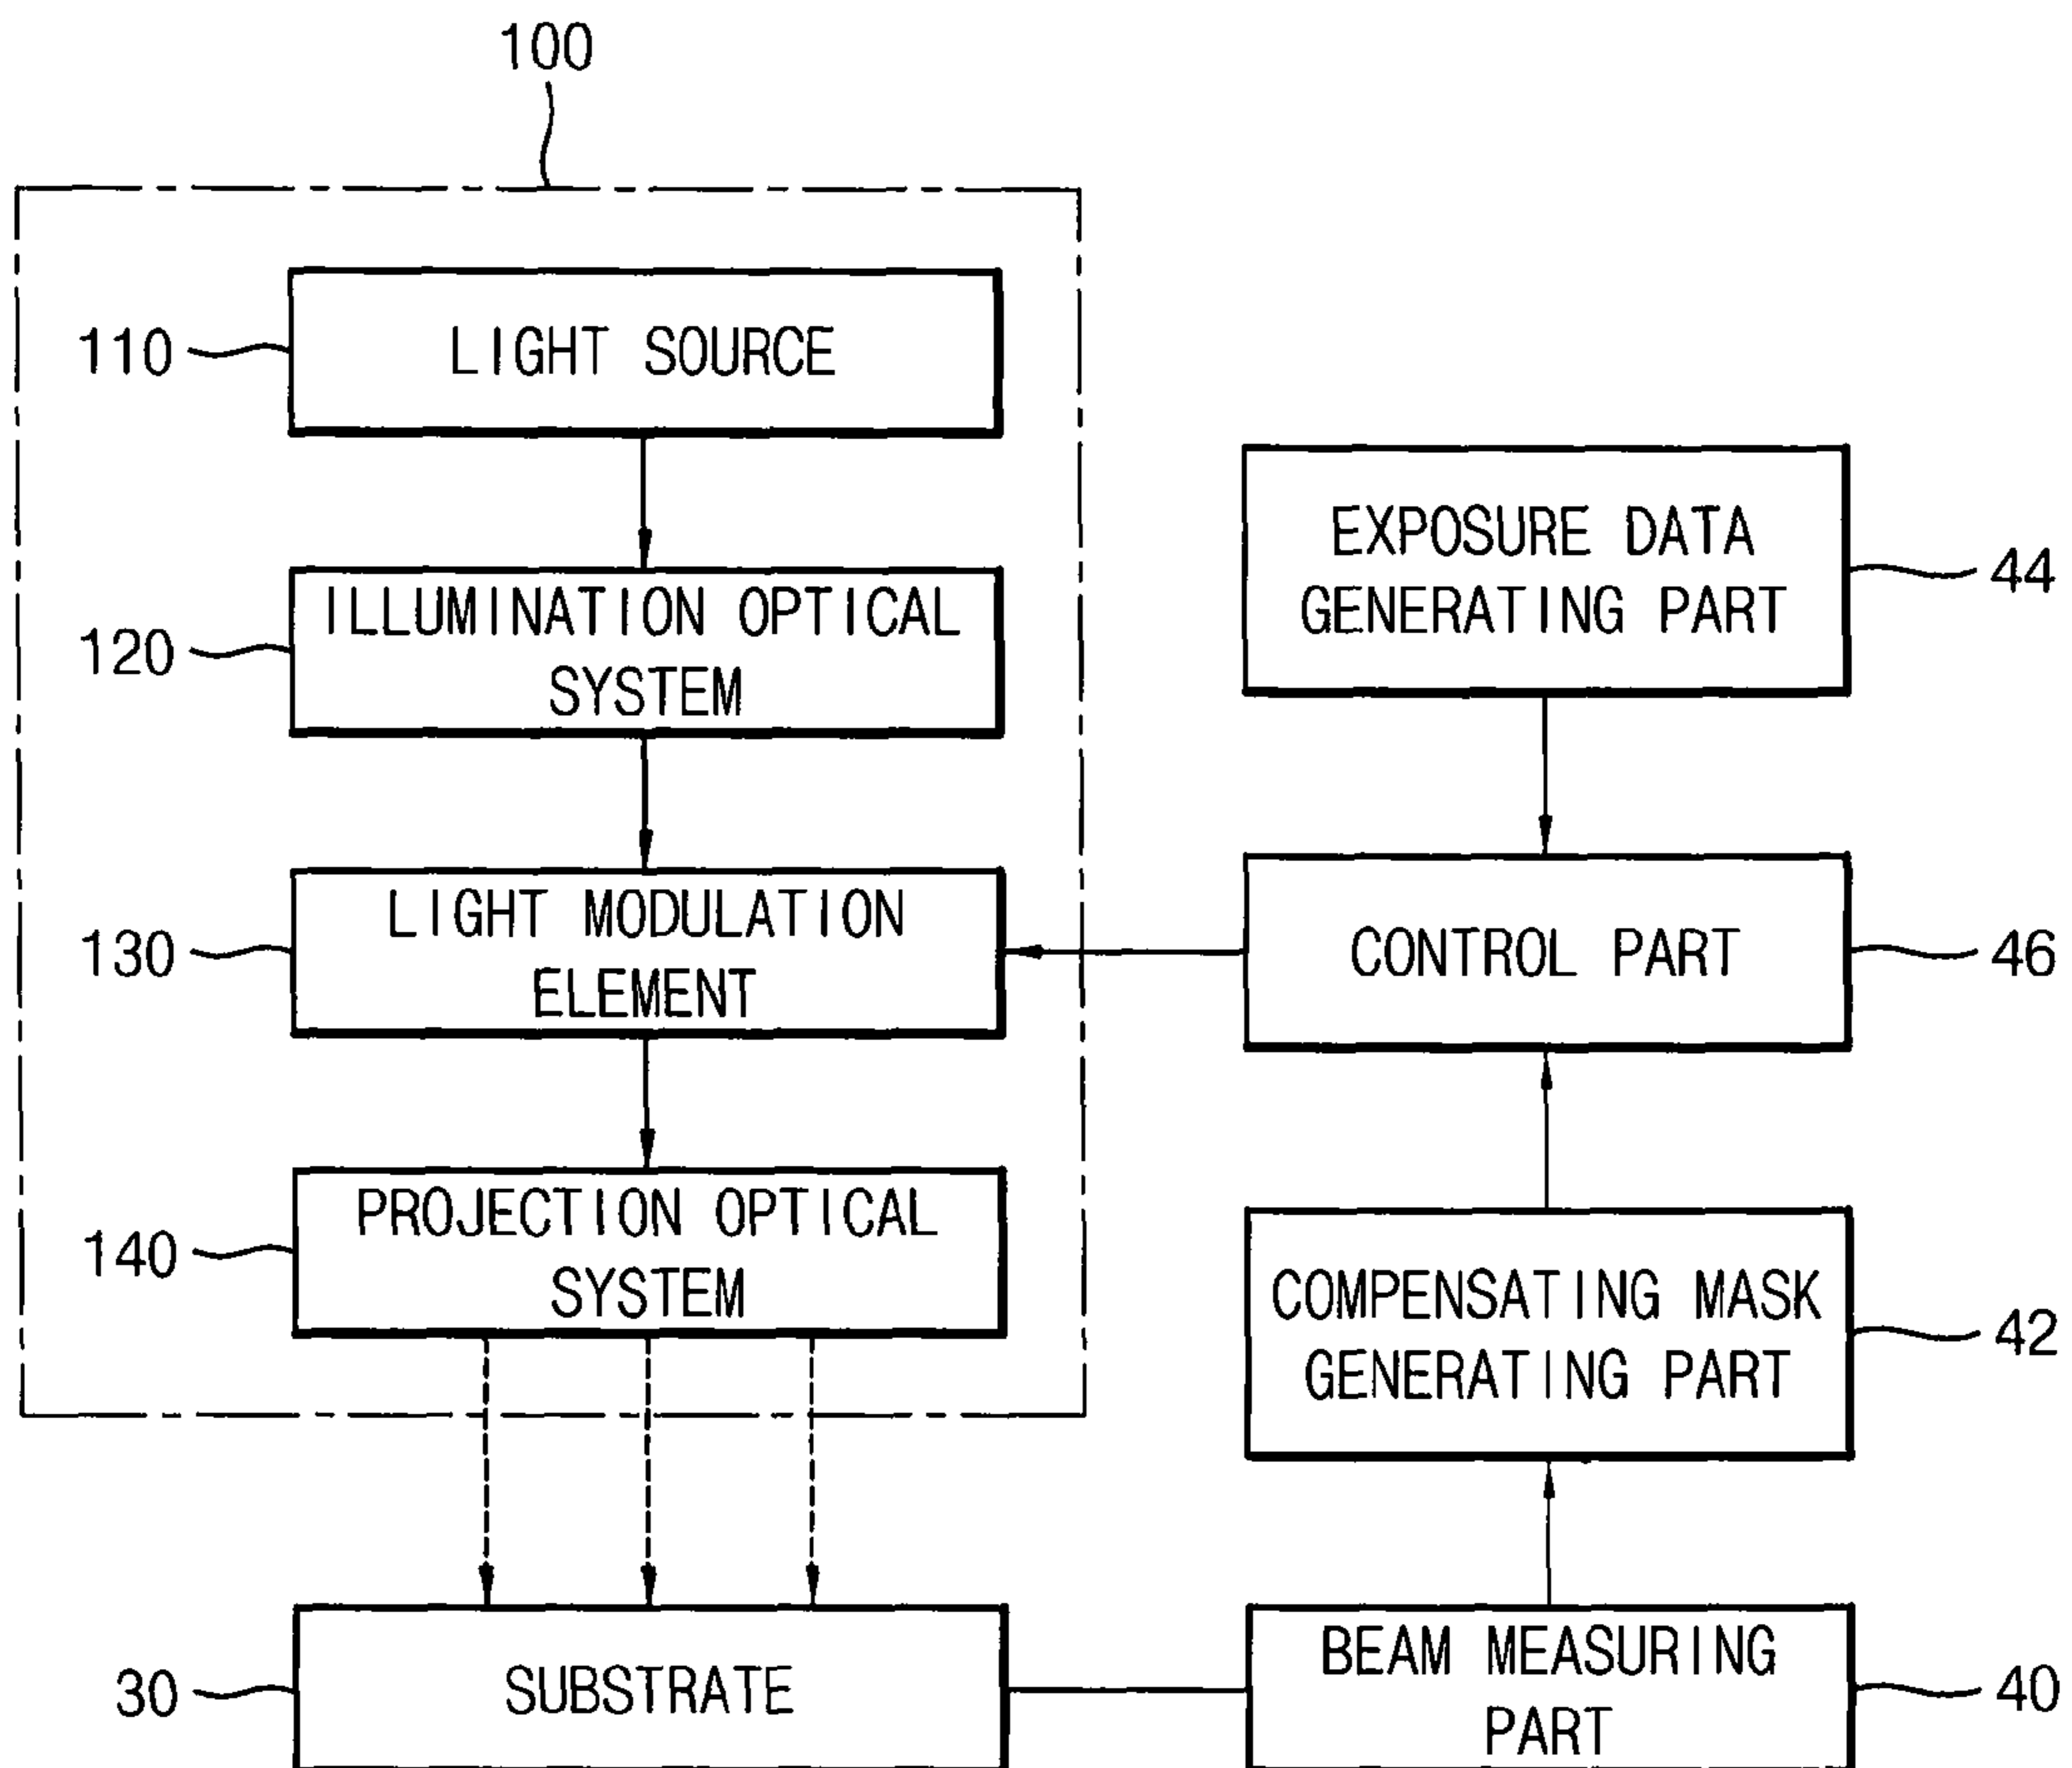 100
110
LIGHT SOURCE
120
ILLUMINATION OPTICAL
SYSTEM
130
LIGHT MODULATION
ELEMENT
140
PROJECTION OPTICAL
SYSTEM
30
SUBSTRATE
EXPOSURE DATA
GENERATING PART
44
CONTROL PART
46
COMPENSATING MASK
GENERATING PART
42
BEAM MEASURING
PART
40